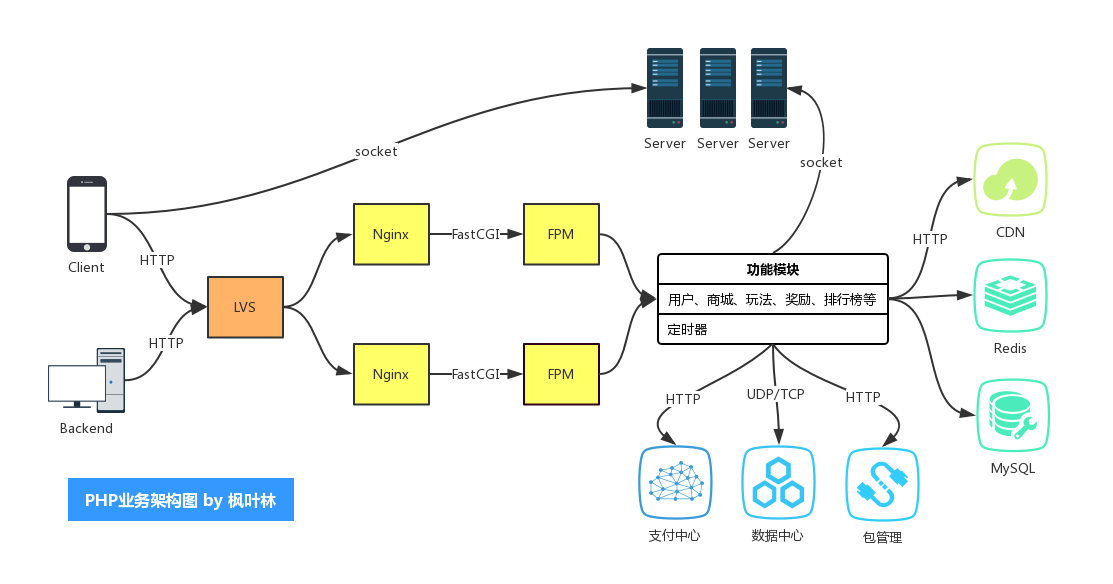 Server
Server
Server
socket
socket
Client
HTTP
Nginx
FastCGI
FPM
HTTP
CDN
LVS
功能模块
用户、商城、玩法、奖励、排行榜等
定时器
Redis
HTTP
Backend
Nginx
FastCGI
FPM
HTTP
UDP/TCP
HTTP
MySQL
PHP业务架构图 by 枫叶林
支付中心
数据中心
包管理